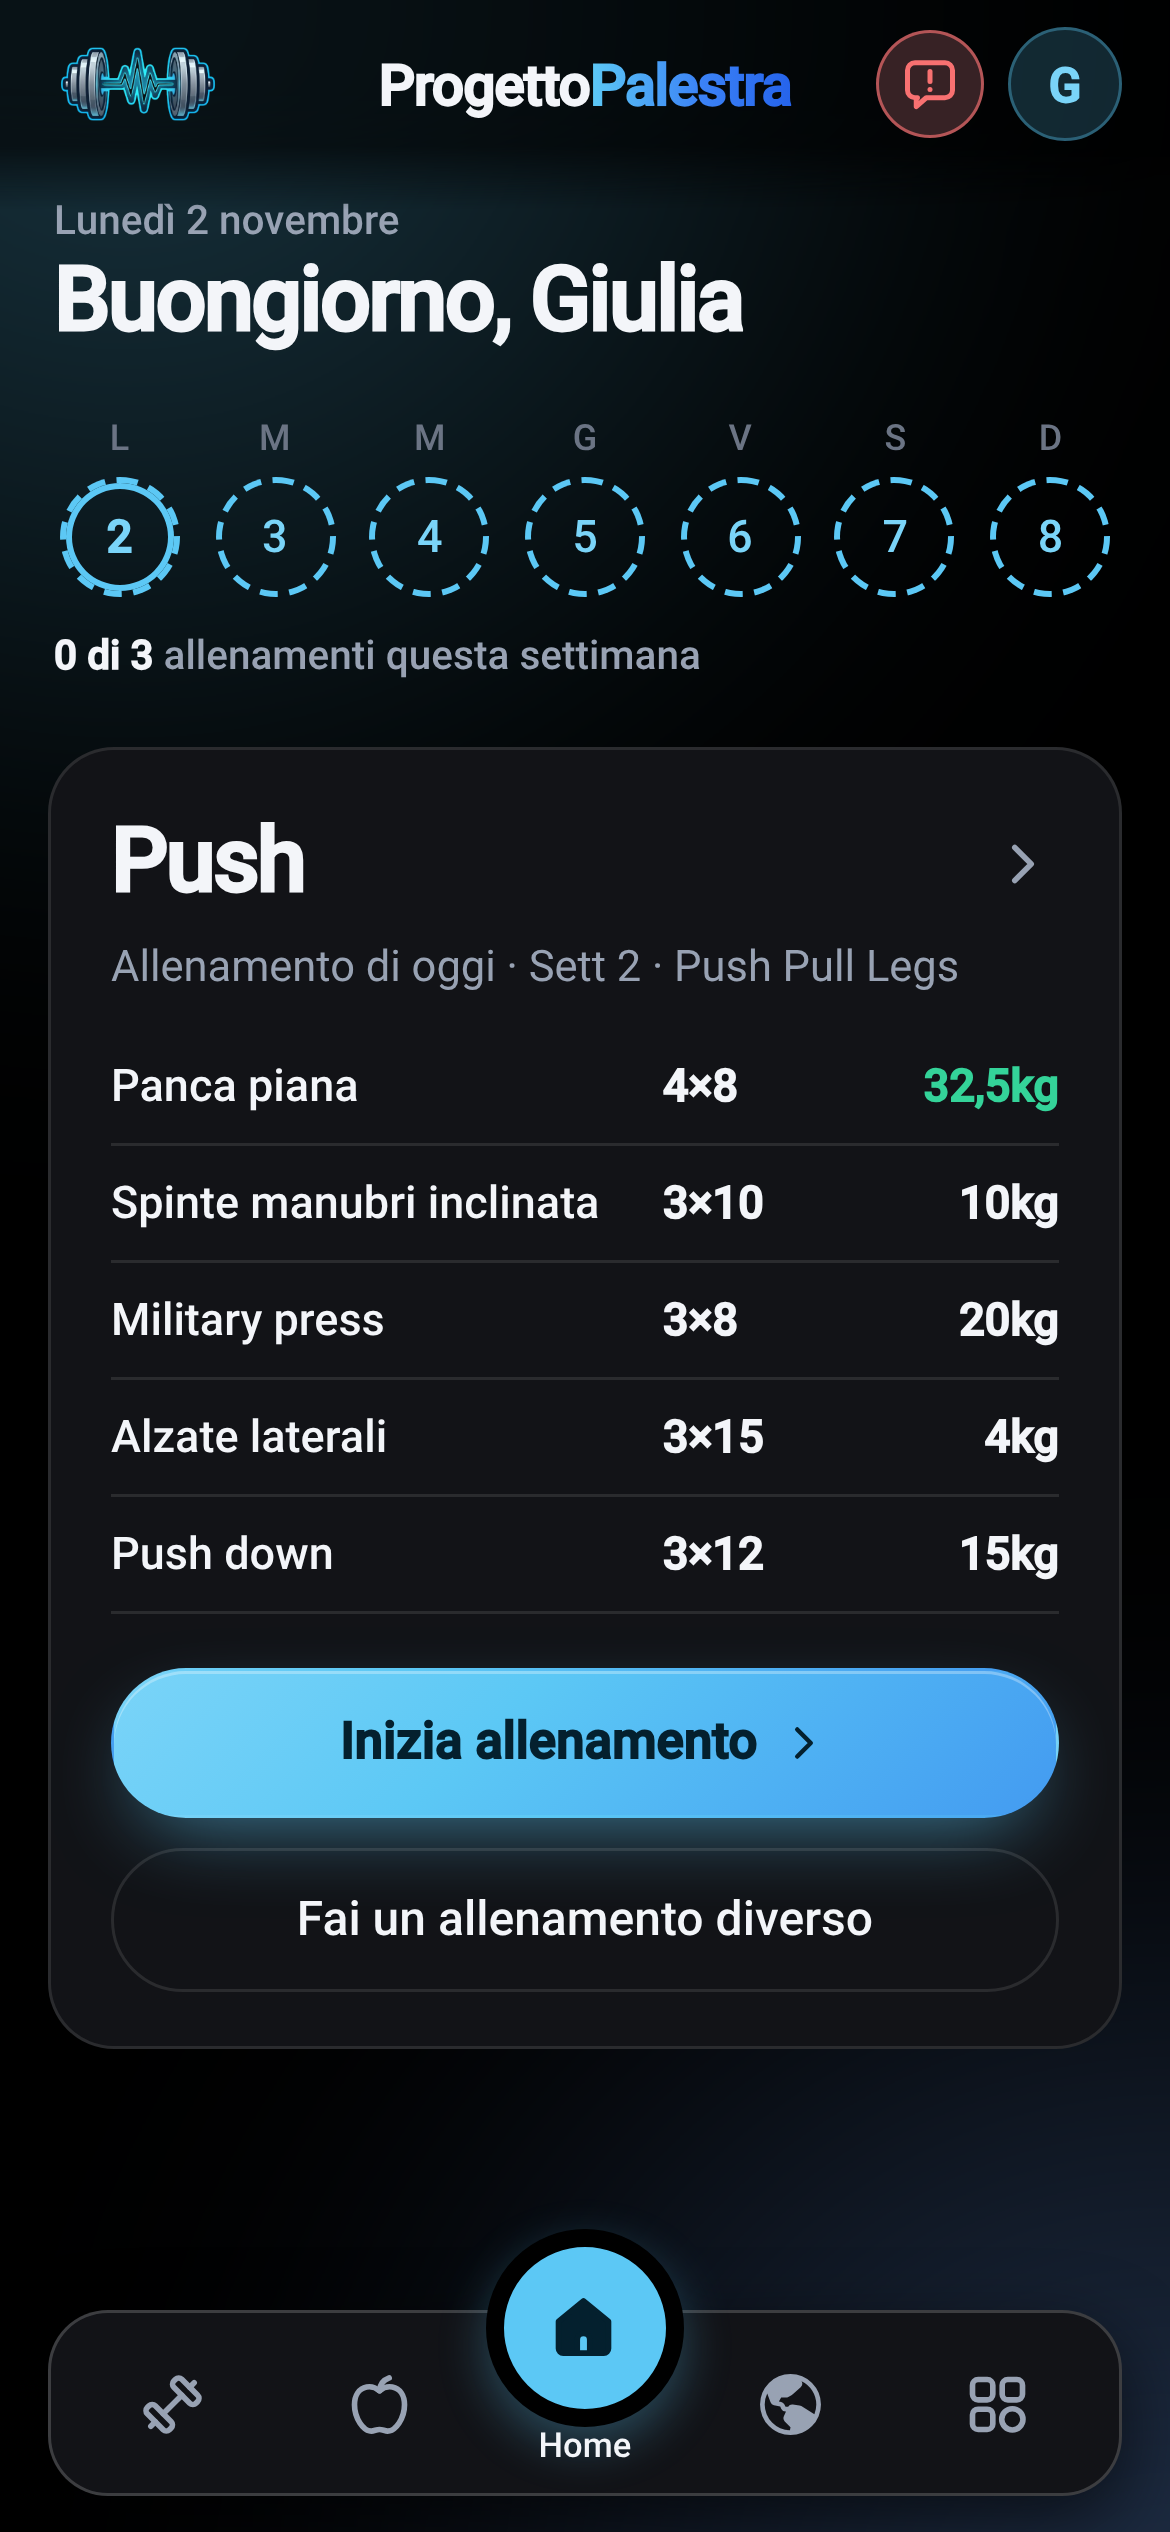 ProgettoPalestra
G
Lunedì 2 novembre
Buongiorno, Giulia
L M M G V S D
2 3 4 5 6 7 8
0 di 3 allenamenti questa settimana
Push
Allenamento di oggi · Sett 2 · Push Pull Legs
Panca piana 4×8 32,5kg
Spinte manubri inclinata 3×10 10kg
Military press 3×8 20kg
Alzate laterali 3×15 4kg
Push down 3×12 15kg
Inizia allenamento
Fai un allenamento diverso
Home